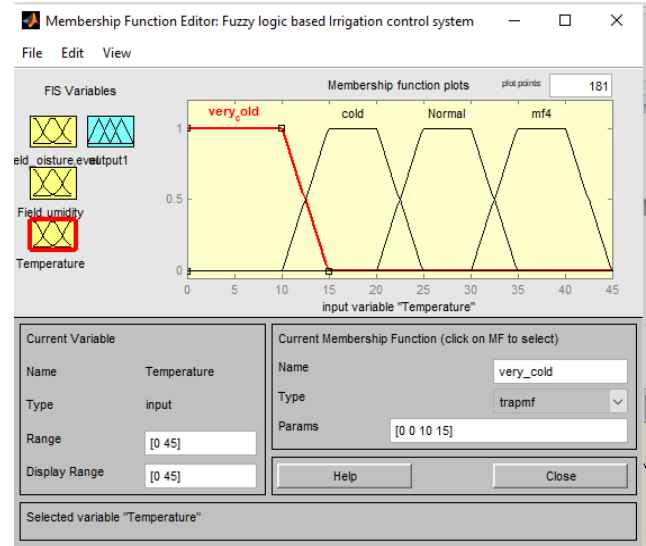 Membership Function Editor: Fuzzy logic based Irrigation control system
File Edit View
FIS Variables
Membership function plots
plot points
181
very_cold
cold
Normal
mf4
1
0.5
0
0 5 10 15 20 25 30 35 40 45
input variable "Temperature"
output1
Temperature
Current Variable
Name Temperature
Type input
Range [0 45]
Display Range [0 45]
Current Membership Function (click on MF to select)
Name very_cold
Type trapmf
Params [0 0 10 15]
Help Close
Selected variable "Temperature"